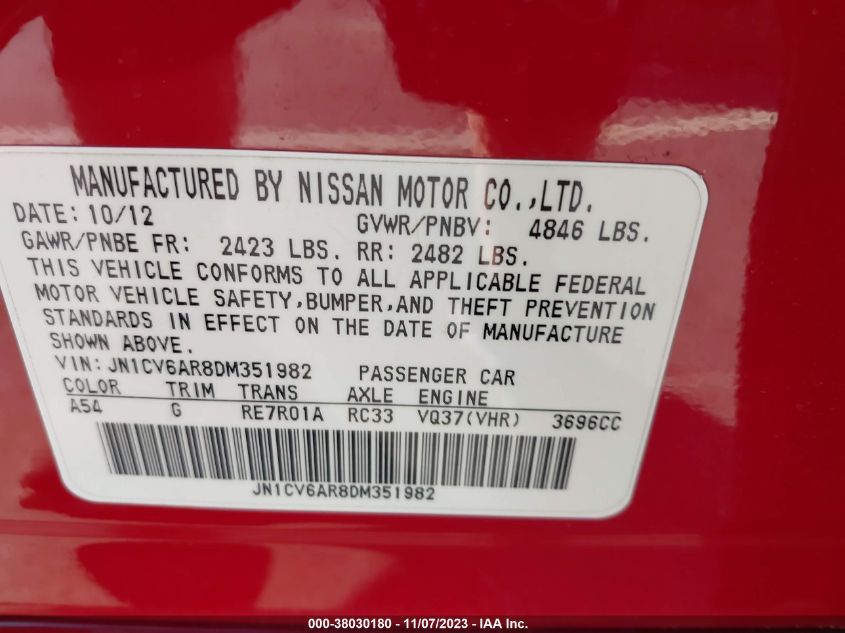 MANUFACTURED BY NISSAN MOTOR CO.,LTD.
DATE: 10/12 GVWR/PNBV: 4846 LBS.
GAWR/PNBE FR: 2423 LBS. RR: 2482 LBS.
THIS VEHICLE CONFORMS TO ALL APPLICABLE FEDERAL
MOTOR VEHICLE SAFETY,BUMPER,AND THEFT PREVENTION
STANDARDS IN EFFECT ON THE DATE OF MANUFACTURE
SHOWN ABOVE.
VIN: JN1CV6AR8DM351982 PASSENGER CAR
COLOR TRIM TRANS AXLE ENGINE
A54 G RE7R01A RC33 VQ37(VHR) 3696CC
JN1CV6AR8DM351982
000-38030180 - 11/07/2023 - IAA Inc.